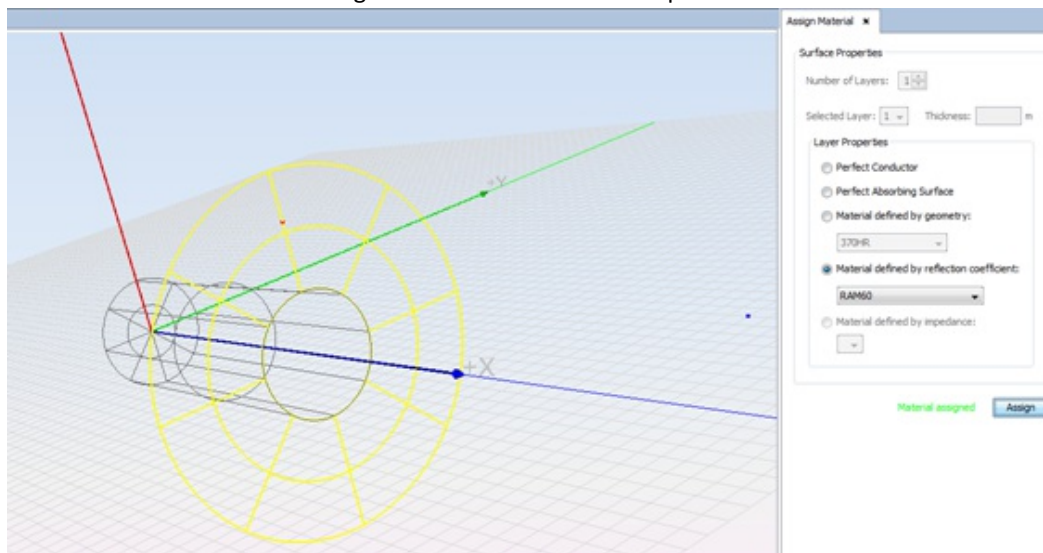 Assign Material
Surface Properties
Number of Layers: 1
Selected Layer: 1 Thickness: m
Layer Properties
Perfect Conductor
Perfect Absorbing Surface
Material defined by geometry:
370HR
Material defined by reflection coefficient:
RAM60
Material defined by impedance:
Material assigned Assign
+Y
+X